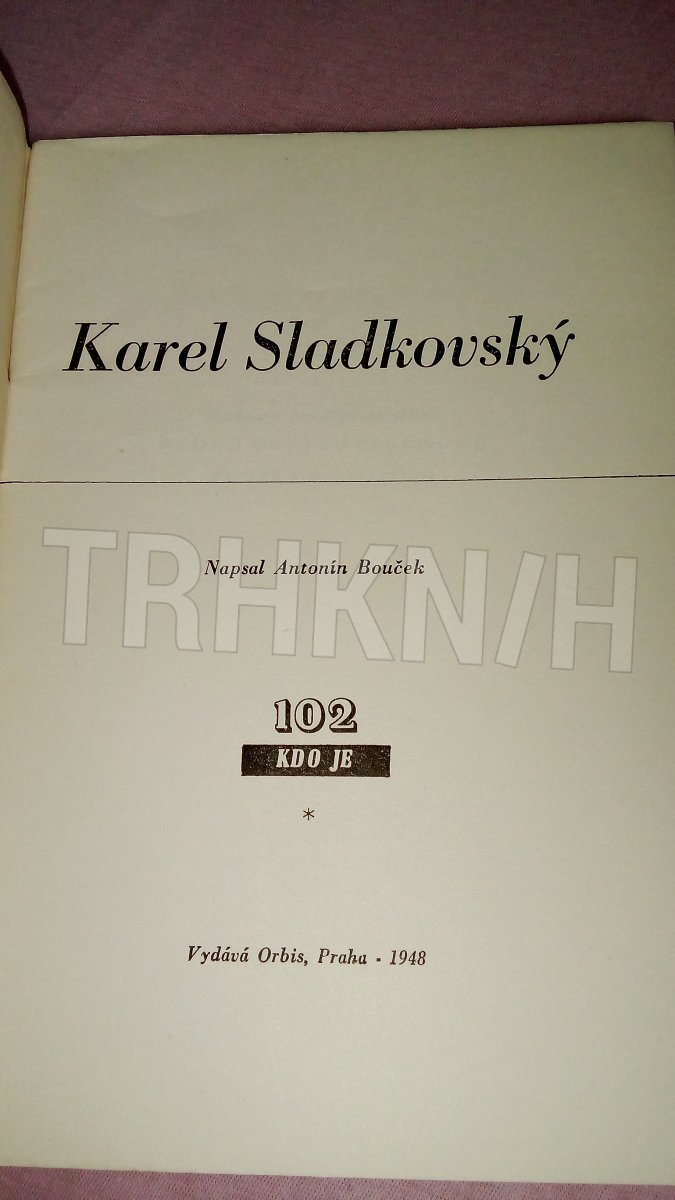 Karel Sladkovský
Napsal Antonín Bouček
TRHKN/H
102
KDO JE
*
Vydává Orbis, Praha - 1948